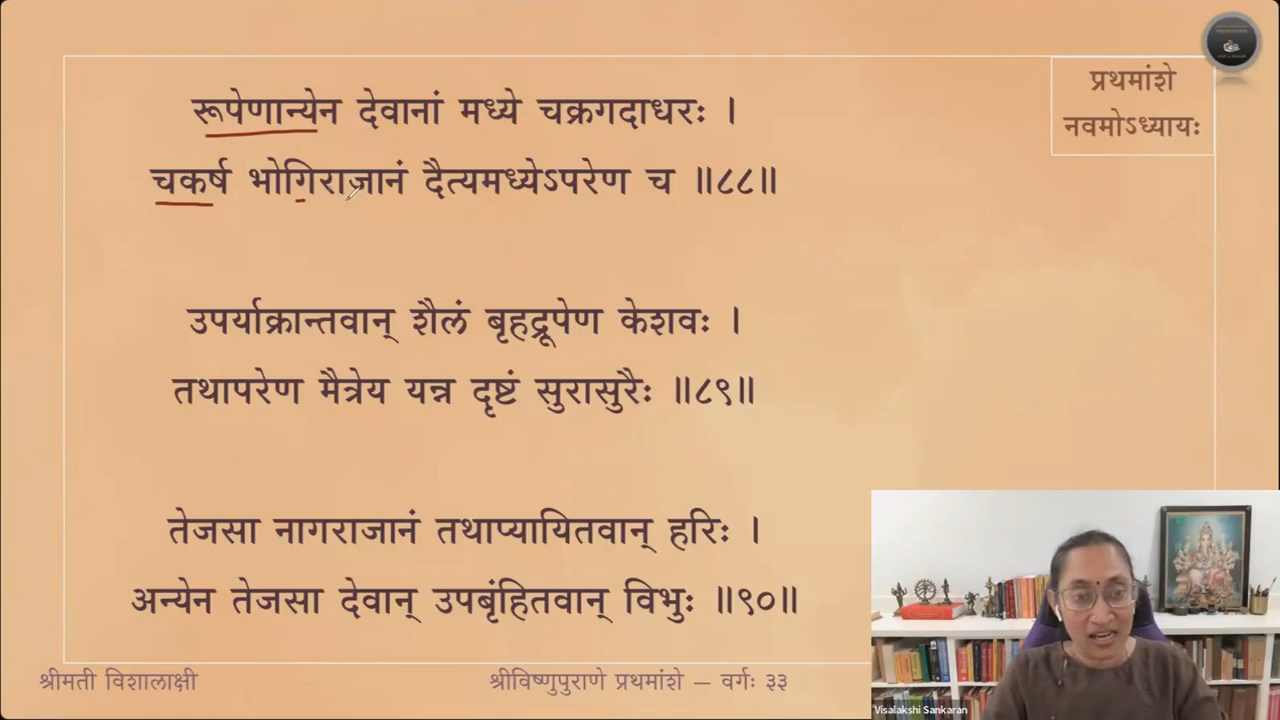 प्रथमांशे
नवमोऽध्यायः
रूपेणान्येन देवानां मध्ये चक्रगदाधरः ।
चकर्ष भोगिराजानं दैत्यमध्येऽपरेण च ॥८८॥
उपर्याक्रान्तवान् शैलं बृहद्रूपेण केशवः ।
तथापरेण मैत्रेय यन्न दृष्टं सुरासुरैः ॥८९॥
तेजसा नागराजानं तथाप्यायितवान् हरिः ।
अन्येन तेजसा देवान् उपबृंहितवान् विभुः ॥९०॥
श्रीमती विशालाक्षी
श्रीविष्णुपुराणे प्रथमांशे – वर्गः ३३
Visalakshi Sankaran